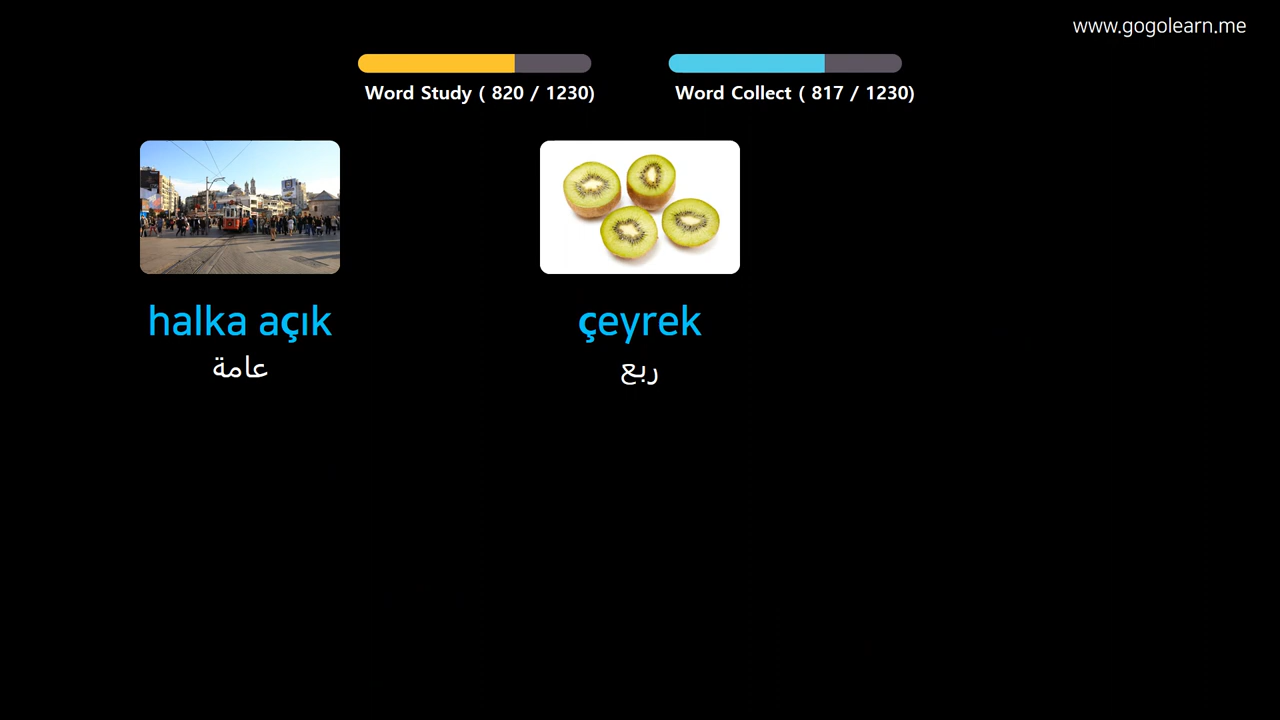 www.gogolearn.me
Word Study ( 820 / 1230)
Word Collect ( 817 / 1230)
halka açık
عامة
çeyrek
ربع